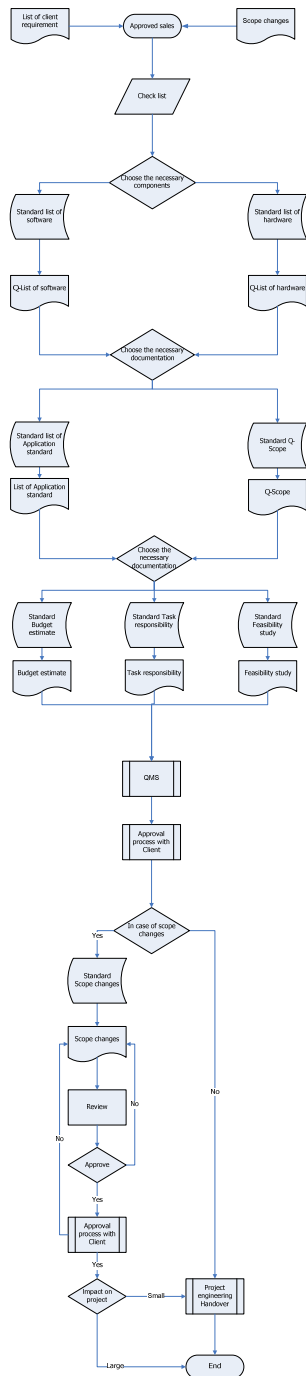 List of client
requirement
Approved sales
Scope changes
Check list
Choose the necessary
components
Standard list of
software
Standard list of
hardware
Q-List of software
Q-List of hardware
Choose the necessary
documentation
Standard list of
Application
standard
Standard Q-
Scope
List of Application
standard
Q-Scope
Choose the
necessary
documentation
Standard
Budget
estimate
Standard Task
responsibility
Standard
Feasibility
study
Budget estimate
Task responsibility
Feasibility study
QMS
Approval
process with
Client
In case of scope
changes
Yes
Standard
Scope changes
Scope changes
No
Review
No
No
Approve
Yes
Approval
process with
Client
Yes
Impact on
project
Small
Project
engineering
Handover
Large
End